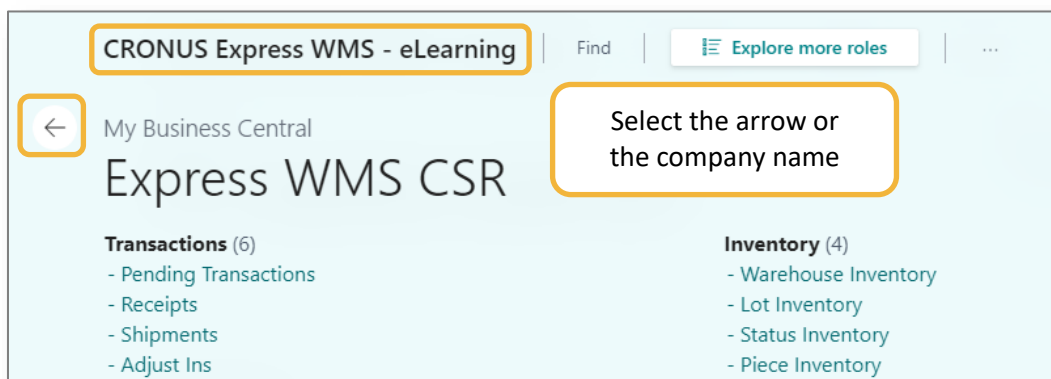 CRONUS Express WMS - eLearning
Find
Explore more roles
...
My Business Central
Select the arrow or
the company name
Express WMS CSR
Transactions (6)
- Pending Transactions
- Receipts
- Shipments
- Adjust Ins
Inventory (4)
- Warehouse Inventory
- Lot Inventory
- Status Inventory
- Piece Inventory